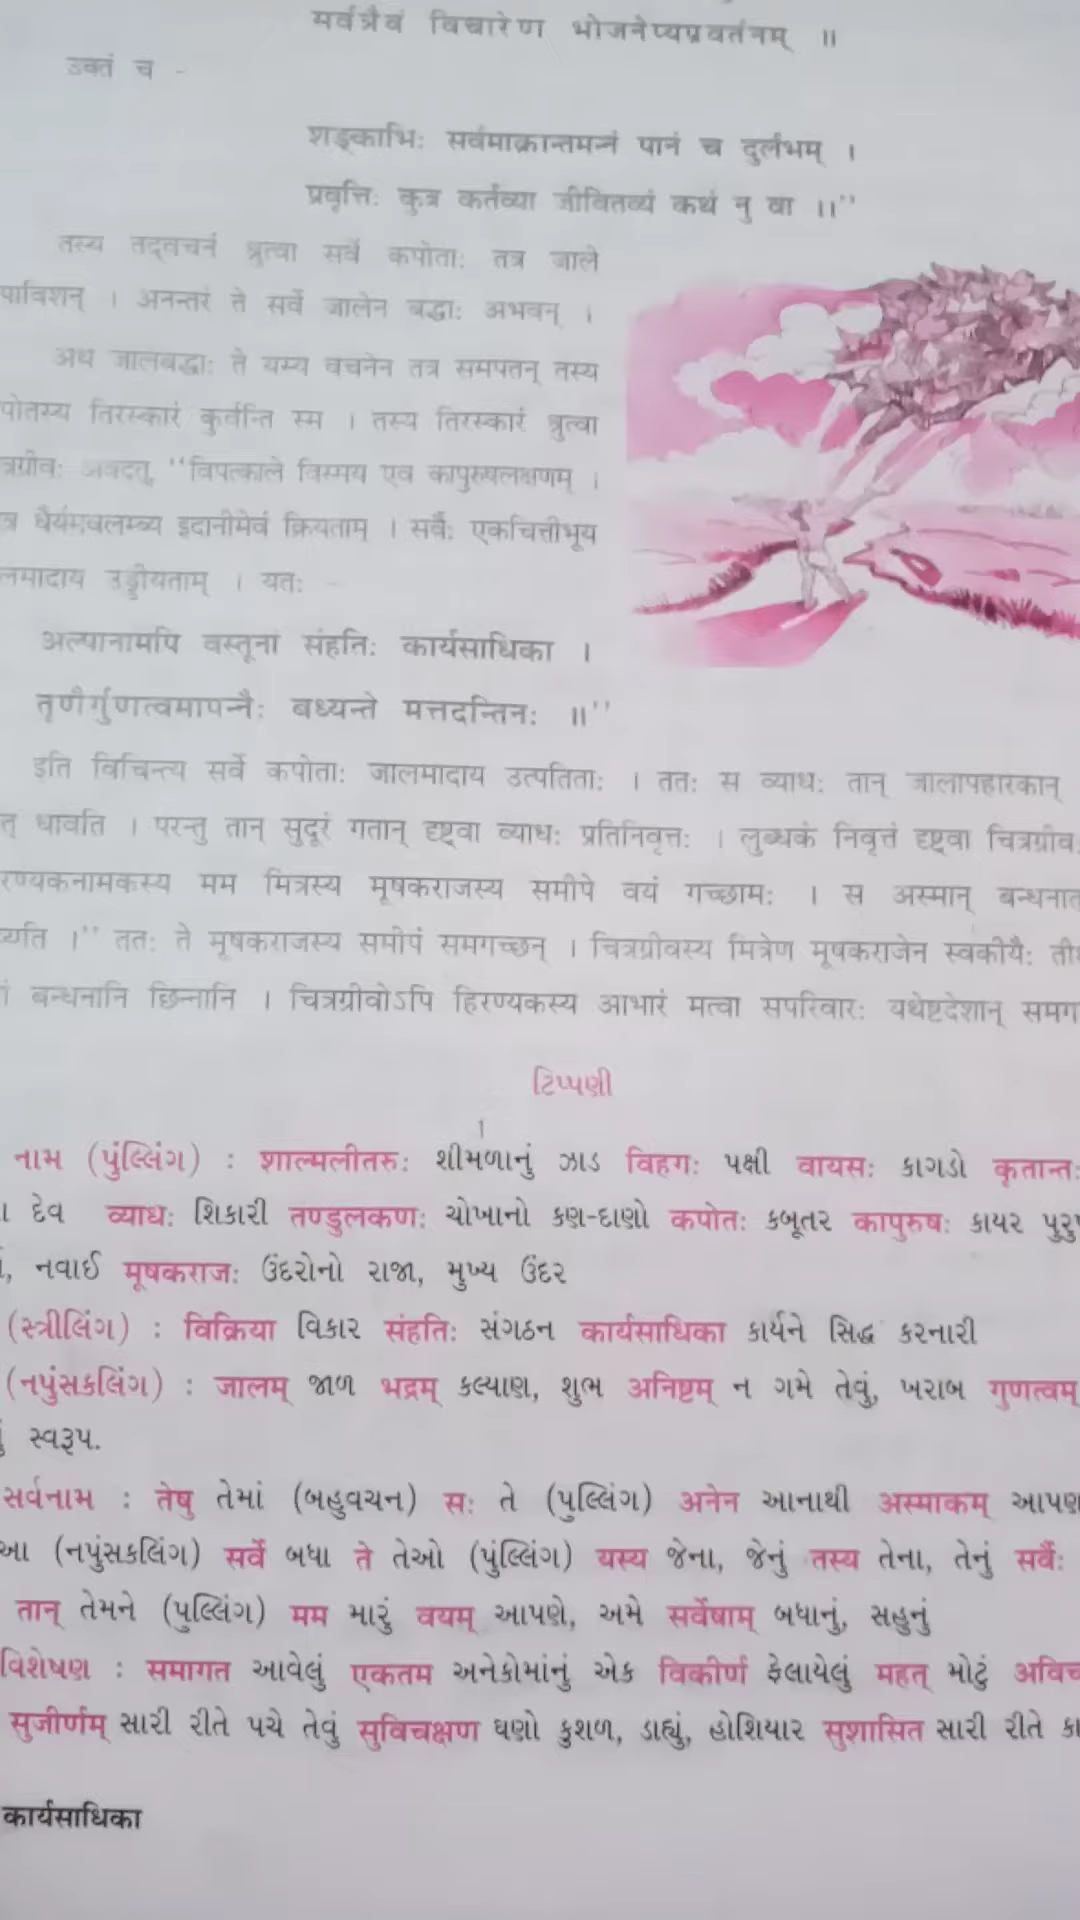 सर्वत्रैवं विचारेण भोजनेप्यप्रवर्तनम् ॥
उक्तं च -
शङ्काभिः सर्वमाक्रान्तमन्नं पानं च दुर्लभम् ।
प्रवृत्तिः कुत्र कर्तव्या जीवितव्यं कथं नु वा ॥’’
तस्य तद्वचनं श्रुत्वा सर्वे कपोताः तत्र जाले
पाविशन् । अनन्तरं ते सर्वे जालेन बद्धाः अभवन् ।
अथ जालबद्धाः ते यस्य वचनेन तत्र समपतन् तस्य
पोतस्य तिरस्कारं कुर्वन्ति स्म । तस्य तिरस्कारं श्रुत्वा
त्रग्रीवः अवदत्, ‘‘विपत्काले विस्मय एव कापुरुषलक्षणम् ।
त्र धैर्यमवलम्ब्य इदानीमेवं क्रियताम् । सर्वैः एकचित्तीभूय
लमादाय उड्डीयताम् । यतः -
अल्पानामपि वस्तूनां संहतिः कार्यसाधिका ।
तृणैर्गुणत्वमापन्नैः बध्यन्ते मत्तदन्तिनः ॥’’
इति विचिन्त्य सर्वे कपोताः जालमादाय उत्पतिताः । ततः स व्याधः तान् जालापहारकान्
त् धावति । परन्तु तान् सुदूरं गतान् दृष्ट्वा व्याधः प्रतिनिवृत्तः । लुब्धकं निवृत्तं दृष्ट्वा चित्रग्रीवः
रण्यकनामकस्य मम मित्रस्य मूषकराजस्य समीपे वयं गच्छामः । स अस्मान् बन्धनात्
ष्यति ।’’ ततः ते मूषकराजस्य समीपं समगच्छन् । चित्रग्रीवस्य मित्रेण मूषकराजेन स्वकीयैः
बन्धनानि छिन्नानि । चित्रग्रीवोऽपि हिरण्यकस्य आभारं मत्वा सपरिवारः यथेष्टदेशान् समग
ટિપ્પણી
નામ (પુંલ્લિંગ) : शाल्मलीतरुः શીમળાનું ઝાડ विहगः પક્ષી वायसः કાગડો कृतान्तः
દેવ व्याधः શિકારી तण्डुलकणः ચોખાનો કણ-દાણો कपोतः કબૂતર कापुरुषः કાયર પુરુ
, નવાઈ मूषकराजः ઉંદરોનો રાજા, મુખ્ય ઉંદર
(સ્ત્રીલિંગ) : विक्रिया વિકાર संहतिः સંગઠન कार्यसाधिका કાર્યને સિદ્ધ કરનારી
(નપુંસકલિંગ) : जालम् જાળ भद्रम् કલ્યાણ, શુભ अनिष्टम् ન ગમે તેવું, ખરાબ गुणत्वम्
સ્વરૂપ.
સર્વનામ : तेषु તેમાં (બહુવચન) सः તે (પુલ્લિંગ) अनेन આનાથી अस्माकम् આપણ
આ (નપુંસકલિંગ) सर्वे બધા ते તેઓ (પુંલ્લિંગ) यस्य જેના, જેનું तस्य તેના, તેનું सर्वैः
तान् તેમને (પુલ્લિંગ) मम મારું वयम् આપણે, અમે सर्वेषाम् બધાનું, સહુનું
વિશેષણ : समागत આવેલું एकतम અનેકોમાંનું એક विकीर्ण ફેલાયેલું महत् મોટું अविच
सुजीर्णम् સારી રીતે પચે તેવું सुविचक्षण ઘણો કુશળ, ડાહ્યું, હોશિયાર सुशासित સારી રીતે કા
कार्यसाधिका